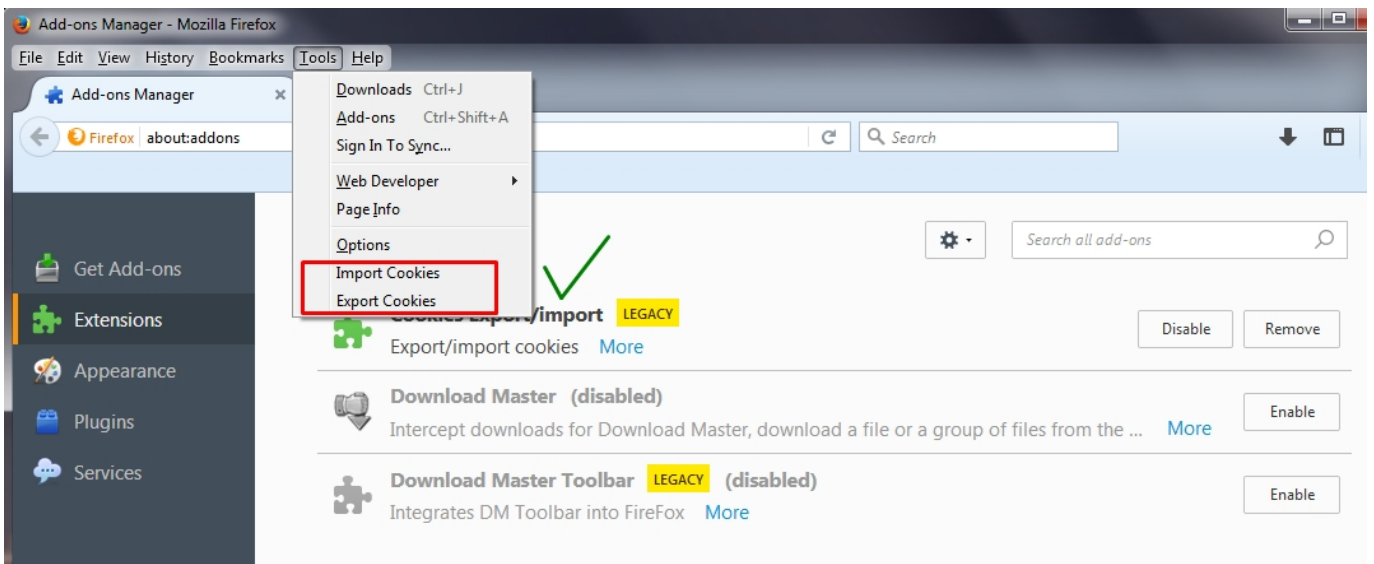 Add-ons Manager - Mozilla Firefox
File Edit View History Bookmarks Tools Help
Add-ons Manager
Downloads Ctrl+J
Add-ons Ctrl+Shift+A
Sign In To Sync...
Web Developer
Page Info
Options
Import Cookies
Export Cookies
Firefox about:addons
Search
Search all add-ons
Get Add-ons
Extensions
Appearance
Plugins
Services
Cookies Export/import LEGACY
Export/import cookies More
Disable Remove
Download Master (disabled)
Intercept downloads for Download Master, download a file or a group of files from the ... More
Enable
Download Master Toolbar LEGACY (disabled)
Integrates DM Toolbar into FireFox More
Enable